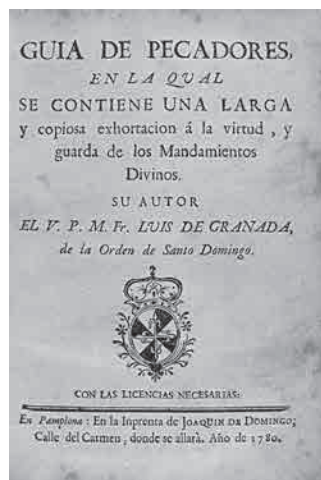 GUIA DE PECADORES,
EN LA QVAL
SE CONTIENE UNA LARGA
y copiosa exhortacion á la virtud, y
guarda de los Mandamientos
Divinos.
SU AUTOR
EL V. P. M. Fr. LUIS DE GRANADA,
de la Orden de Santo Domingo.
CON LAS LICENCIAS NECESARIAS:
En Pamplona: En la Inprenta de JOAQUIN DE DOMINGO;
Calle del Carmen, donde se allará. Año de 1780.